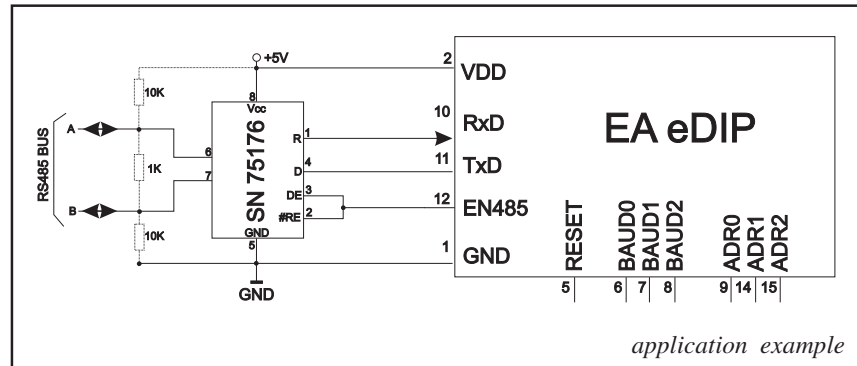 +5V
2
VDD
10K
8
Vcc
10
RxD
EA eDIP
RS485 BUS
A
6
SN 75176
R
1
11
TxD
1K
7
D
4
DE
3
12
EN485
B
#RE
2
10K
GND
5
1
GND
GND
RESET
BAUD0
BAUD1
BAUD2
ADR0
ADR1
ADR2
5
6
7
8
9
14
15
application example